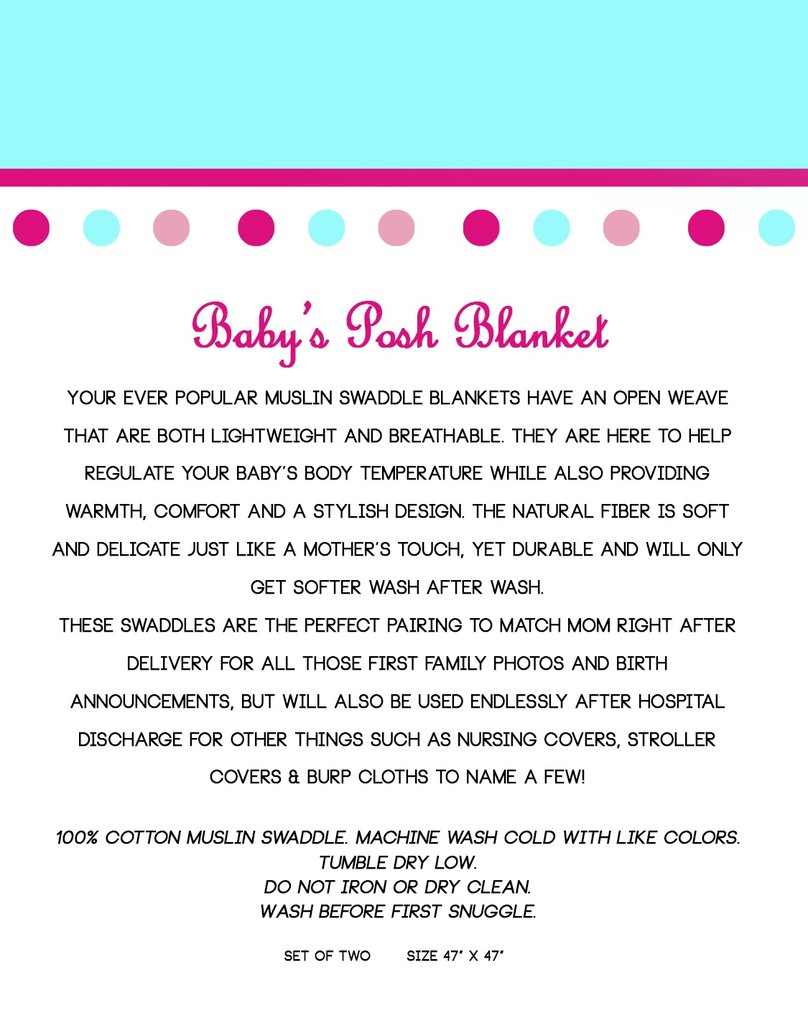 Baby's Posh Blanket
YOUR EVER POPULAR MUSLIN SWADDLE BLANKETS HAVE AN OPEN WEAVE
THAT ARE BOTH LIGHTWEIGHT AND BREATHABLE. THEY ARE HERE TO HELP
REGULATE YOUR BABY'S BODY TEMPERATURE WHILE ALSO PROVIDING
WARMTH, COMFORT AND A STYLISH DESIGN. THE NATURAL FIBER IS SOFT
AND DELICATE JUST LIKE A MOTHER'S TOUCH, YET DURABLE AND WILL ONLY
GET SOFTER WASH AFTER WASH.
THESE SWADDLES ARE THE PERFECT PAIRING TO MATCH MOM RIGHT AFTER
DELIVERY FOR ALL THOSE FIRST FAMILY PHOTOS AND BIRTH
ANNOUNCEMENTS, BUT WILL ALSO BE USED ENDLESSLY AFTER HOSPITAL
DISCHARGE FOR OTHER THINGS SUCH AS NURSING COVERS, STROLLER
COVERS & BURP CLOTHS TO NAME A FEW!
100% COTTON MUSLIN SWADDLE. MACHINE WASH COLD WITH LIKE COLORS.
TUMBLE DRY LOW.
DO NOT IRON OR DRY CLEAN.
WASH BEFORE FIRST SNUGGLE.
SET OF TWO SIZE 47" X 47"